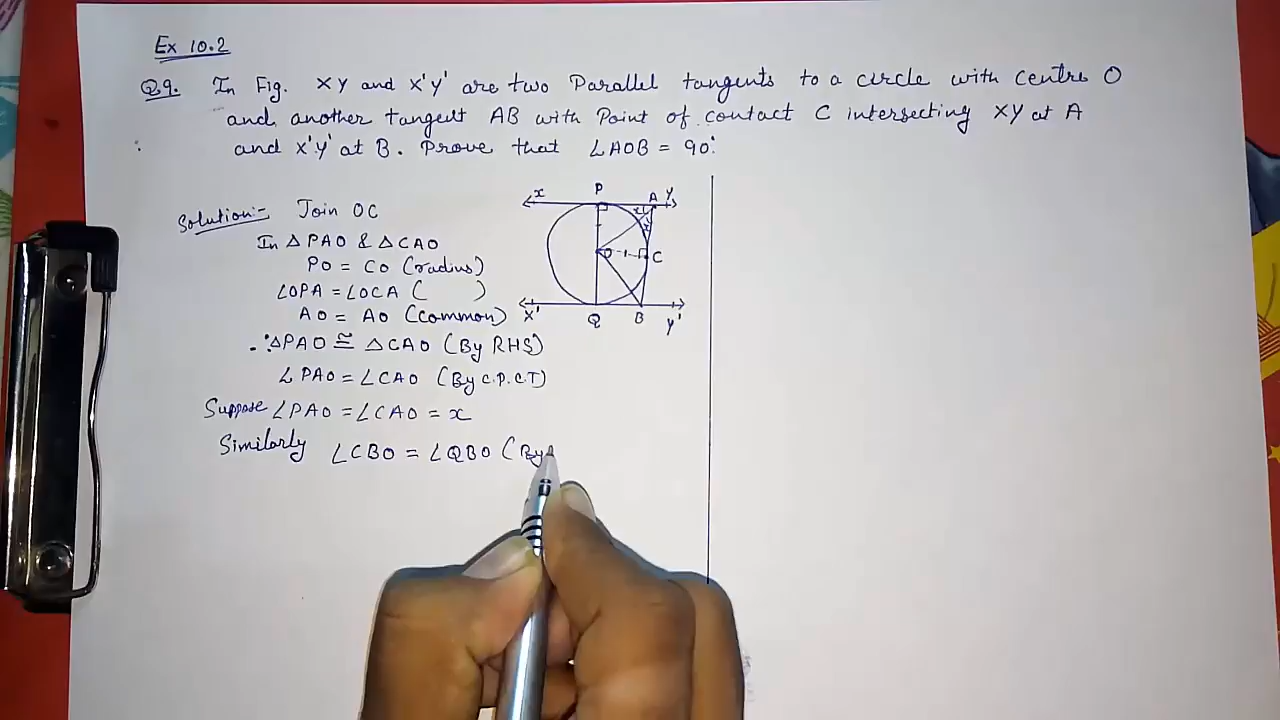 Ex 10.2
Q9. In Fig. XY and X'Y' are two Parallel tangents to a circle with centre O
and another tangent AB with Point of contact C intersecting XY at A
and X'Y' at B. Prove that ∠AOB = 90°.
Solution:- Join OC
In △PAO & △CAO
PO = CO (radius)
∠OPA = ∠OCA ( )
AO = AO (Common)
∴ △PAO ≅ △CAO (By RHS)
∠PAO = ∠CAO (By C.P.C.T)
Suppose ∠PAO = ∠CAO = x
Similarly ∠CBO = ∠QBO (By
x P A Y
x x
O C
X' Q B Y'